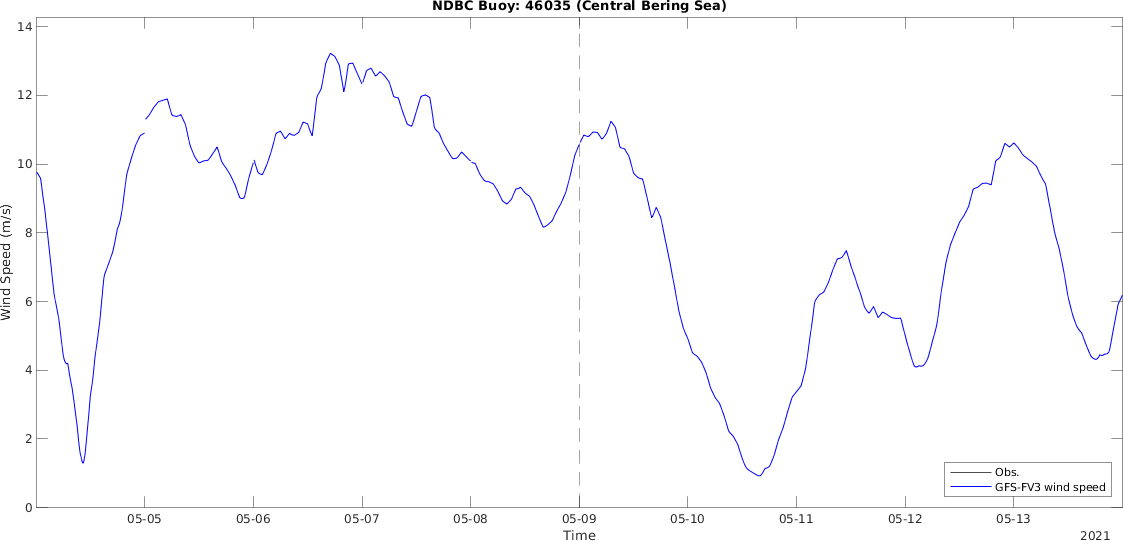 NDBC Buoy: 46035 (Central Bering Sea)
14
12
10
8
6
4
2
0
Wind Speed (m/s)
05-05 05-06 05-07 05-08 05-09 05-10 05-11 05-12 05-13
Time
2021
Obs.
GFS-FV3 wind speed